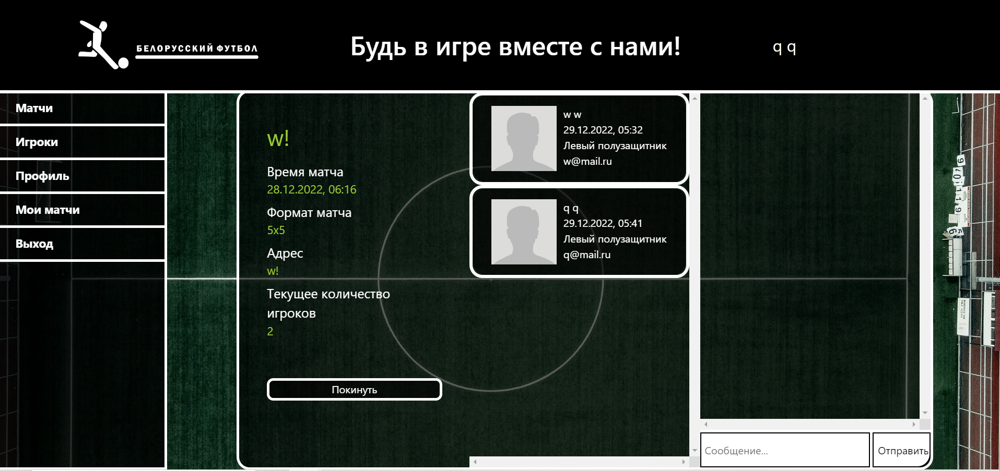 БЕЛОРУССКИЙ ФУТБОЛ
Будь в игре вместе с нами!
q q
Матчи
Игроки
Профиль
Мои матчи
Выход
w!
Время матча
28.12.2022, 06:16
Формат матча
5x5
Адрес
w!
Текущее количество
игроков
2
Покинуть
w w
29.12.2022, 05:32
Левый полузащитник
w@mail.ru
q q
29.12.2022, 05:41
Левый полузащитник
q@mail.ru
Сообщение...
Отправить